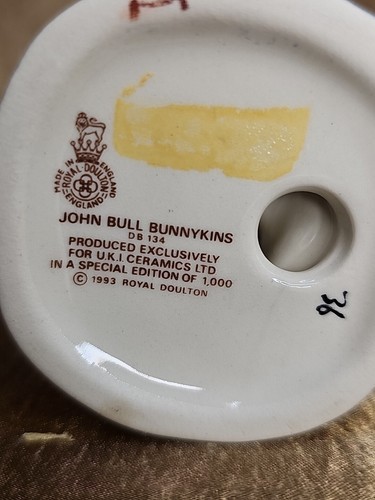 MADE IN ENGLAND
ROYAL DOULTON
ENGLAND
JOHN BULL BUNNYKINS
DB 134
PRODUCED EXCLUSIVELY
FOR U.K.I. CERAMICS LTD
IN A SPECIAL EDITION OF 1,000
© 1993 ROYAL DOULTON